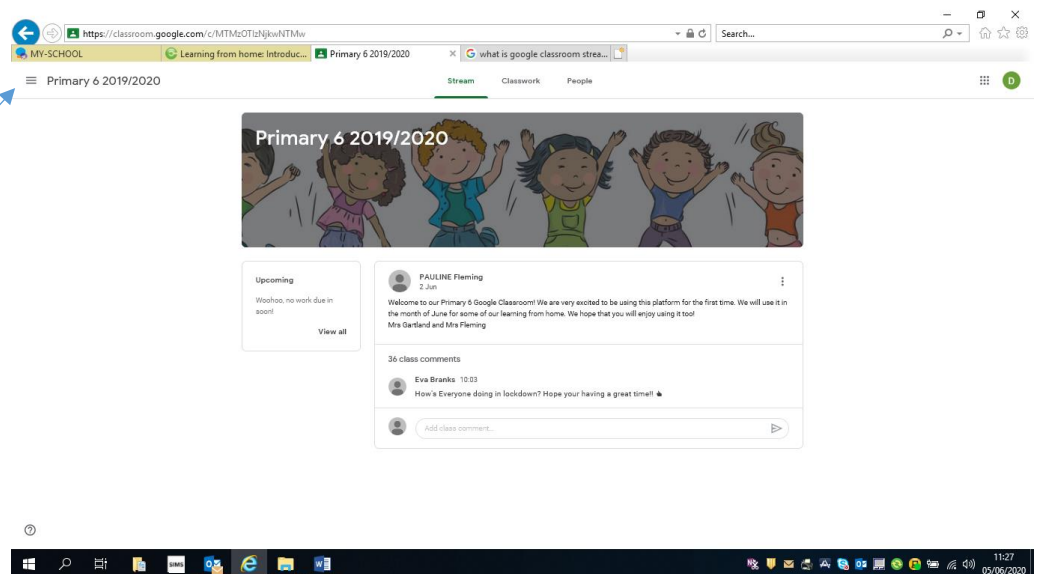 https://classroom.google.com/c/MTMzOTIzNjkwNTMw
Search...
MY-SCHOOL
Learning from home: Introduc...
Primary 6 2019/2020
what is google classroom strea...
Primary 6 2019/2020
Stream
Classwork
People
D
Primary 6 2019/2020
Upcoming
Woohoo, no work due in
soon!
View all
PAULINE Fleming
2 Jun
Welcome to our Primary 6 Google Classroom! We are very excited to be using this platform for the first time. We will use it in
the month of June for some of our learning from home. We hope that you will enjoy using it too!
Mrs Gartland and Mrs Fleming
36 class comments
Eva Branks 10:03
How's Everyone doing in lockdown? Hope your having a great time!!
Add class comment...
SIMS
11:27
05/06/2020